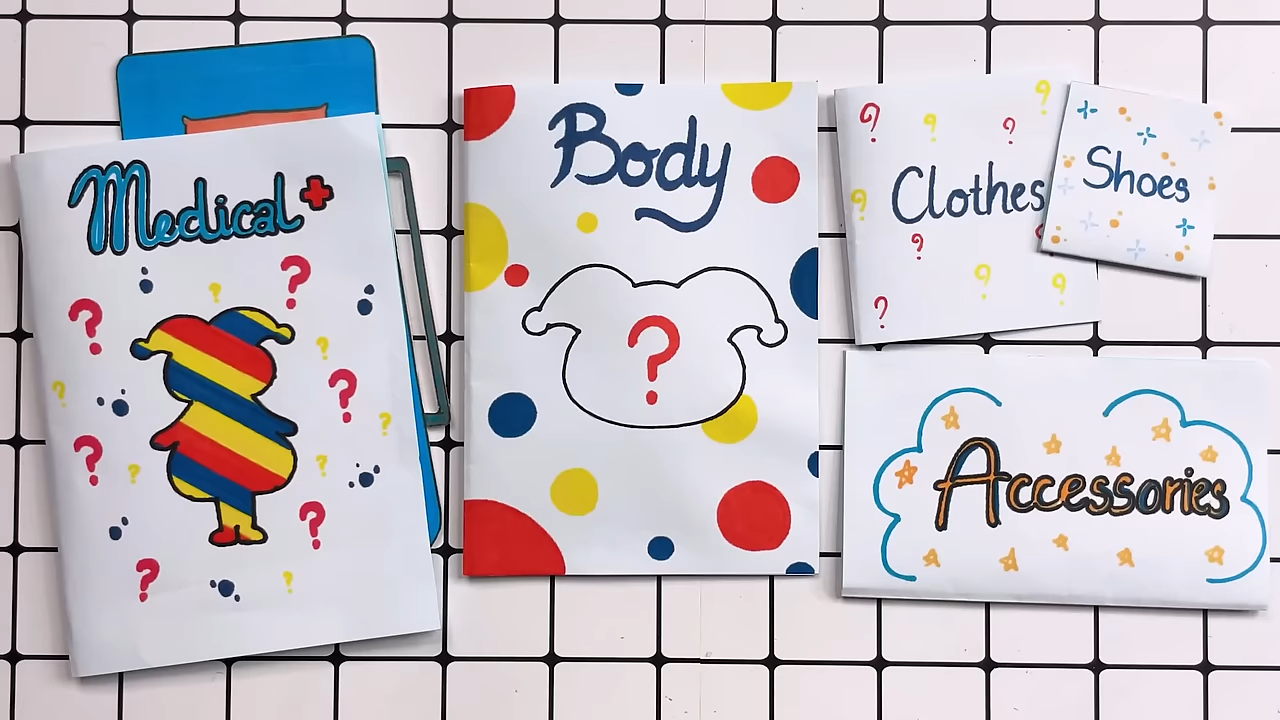 Medical
? ? ? ? ? ? ? ? ? ? ? ? ? ?
Body
?
Clothes
? ? ? ? ? ? ? ? ?
Shoes
Accessories